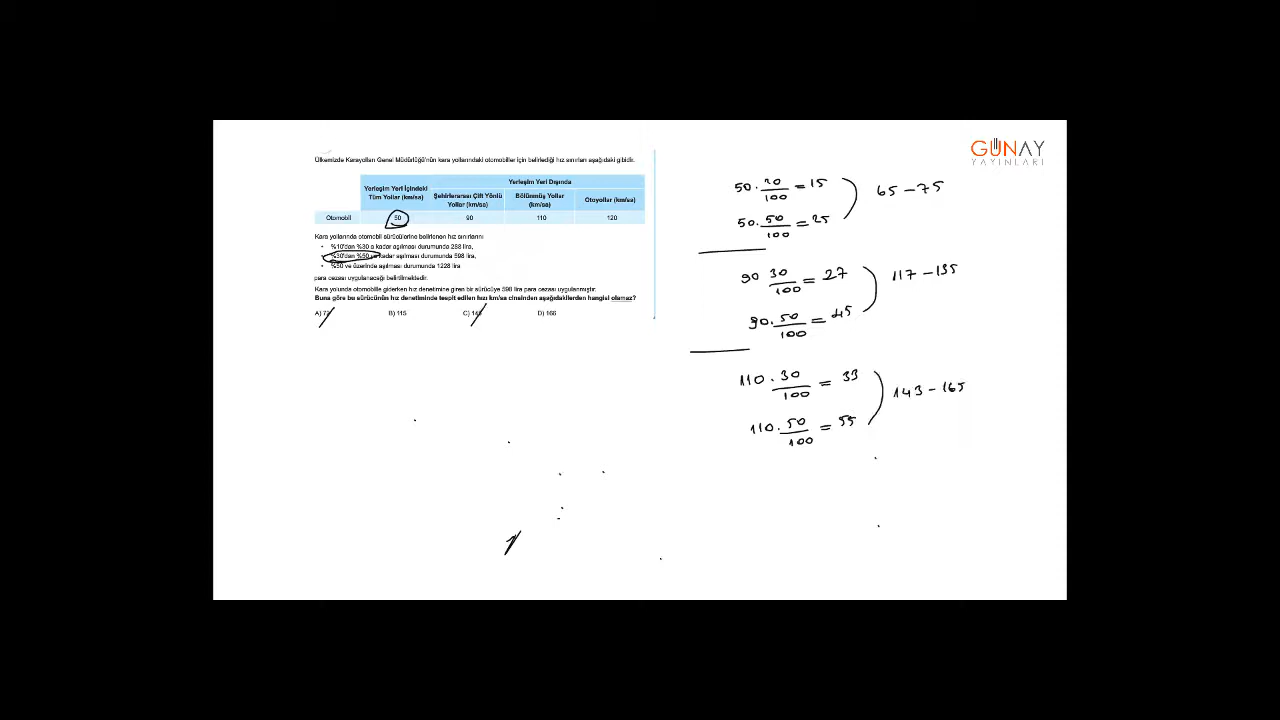 GÜNAY
YAYINLARI
Ülkemizde Karayolları Genel Müdürlüğü'nün kara yollarındaki otomobiller için belirlediği hız sınırları aşağıdaki gibidir.
Yerleşim Yeri İçindeki Tüm Yollar (km/sa)
Yerleşim Yeri Dışında
Şehirlerarası Çift Yönlü Yollar (km/sa)
Bölünmüş Yollar (km/sa)
Otoyollar (km/sa)
Otomobil 50 90 110 120
Kara yollarında otomobil sürücülerine belirlenen hız sınırlarını
• %10'dan %30'a kadar aşılması durumunda 288 lira,
• %30'dan %50'ye kadar aşılması durumunda 598 lira,
• %50 ve üzerinde aşılması durumunda 1228 lira
para cezası uygulanacağı belirtilmektedir.
Kara yolunda otomobille giderken hız denetimine giren bir sürücüye 598 lira para cezası uygulanmıştır.
Buna göre bu sürücünün hız denetiminde tespit edilen hızı km/sa cinsinden aşağıdakilerden hangisi olamaz?
A) B) 115 C) D) 166
50. 30/100 = 15
50. 50/100 = 25
65 - 75
90 30/100 = 27
90. 50/100 = 45
117 - 135
110. 30/100 = 33
110. 50/100 = 55
143 - 165